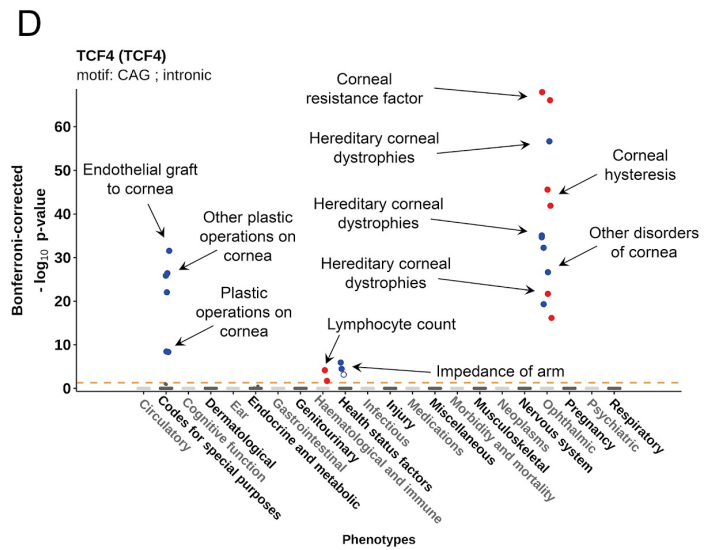 D
TCF4 (TCF4)
motif: CAG ; intronic
Bonferroni-corrected
- log10 p-value
60
50
40
30
20
10
0
Endothelial graft
to cornea
Other plastic
operations on
cornea
Plastic
operations on
cornea
Corneal
resistance factor
Hereditary corneal
dystrophies
Corneal
hysteresis
Hereditary corneal
dystrophies
Other disorders
of cornea
Hereditary corneal
dystrophies
Lymphocyte count
Impedance of arm
Circulatory
Codes for special purposes
Cognitive function
Dermatological
Ear
Endocrine and metabolic
Gastrointestinal
Genitourinary
Haematological and immune
Health status factors
Infectious
Injury
Medications
Miscellaneous
Morbidity and mortality
Musculoskeletal
Neoplasms
Nervous system
Ophthalmic
Pregnancy
Psychiatric
Respiratory
Phenotypes